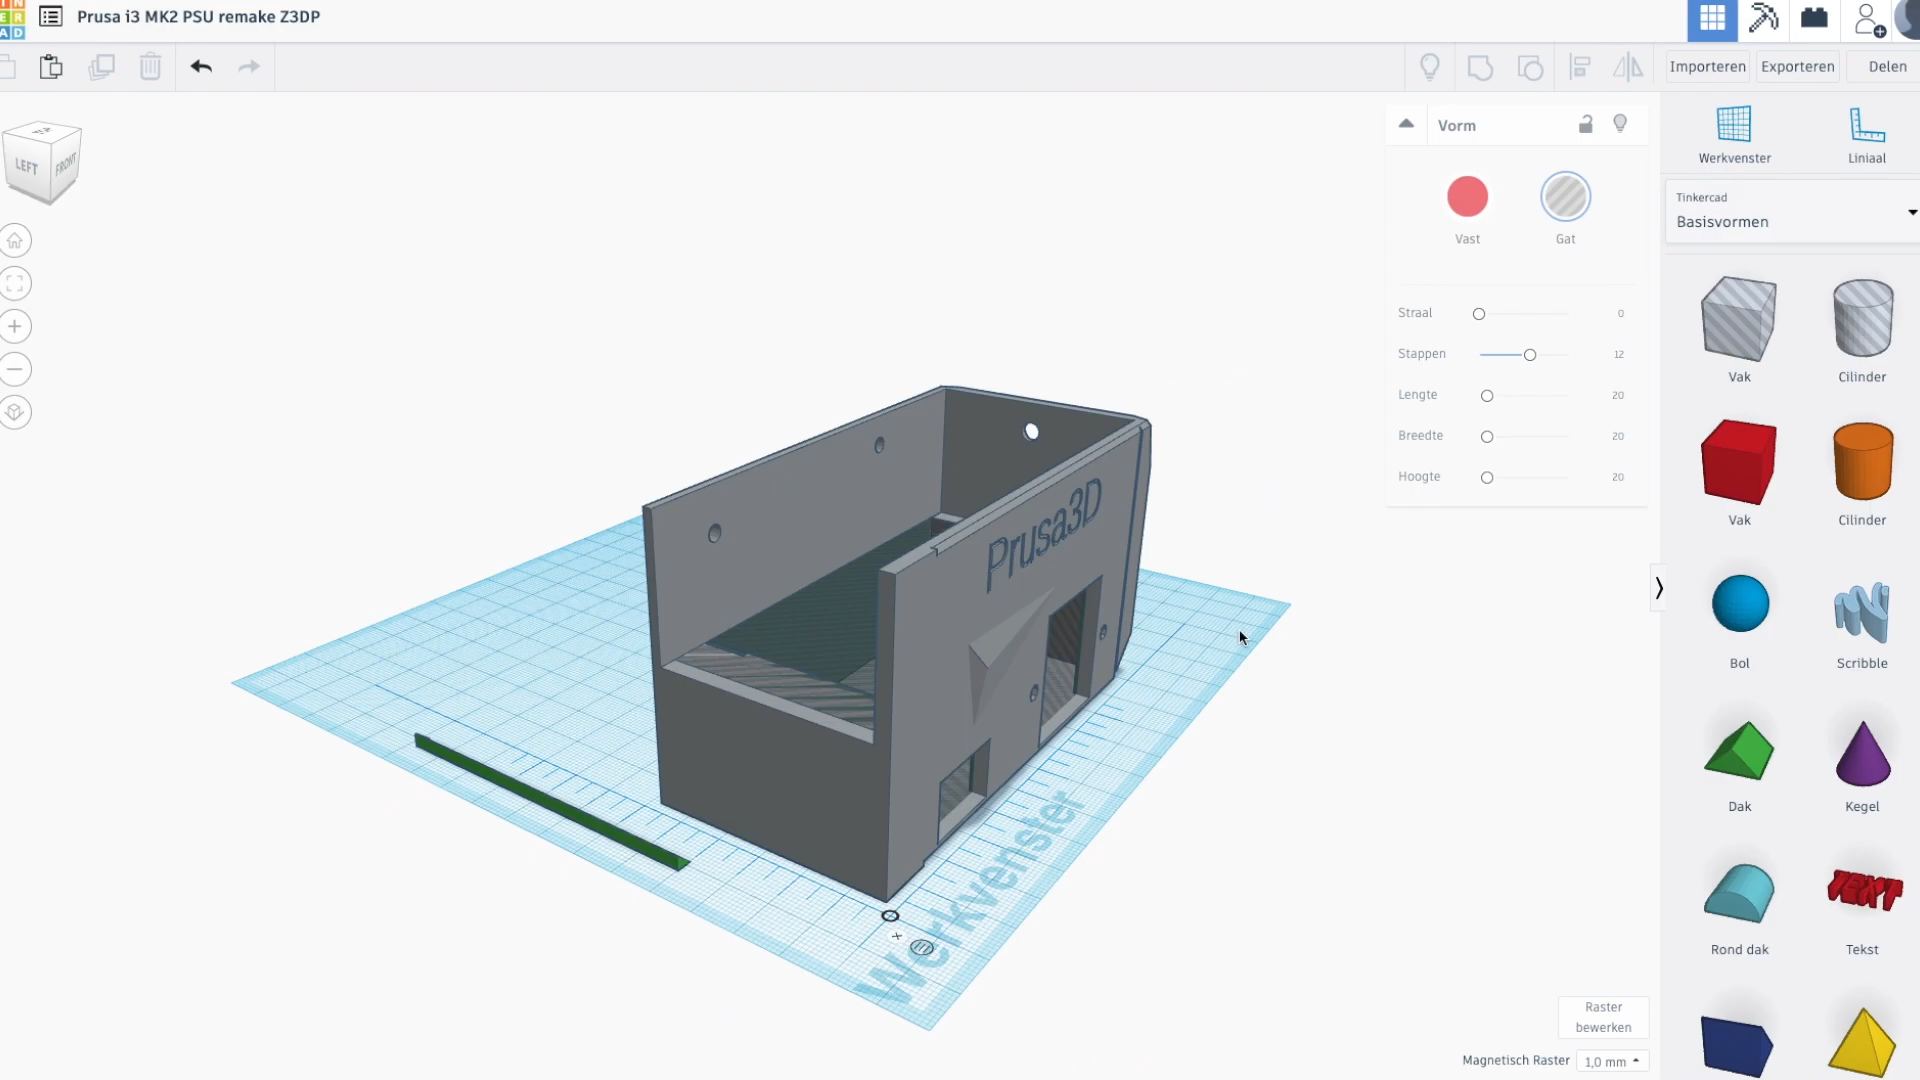 Prusa i3 MK2 PSU remake Z3DP
Importeren
Exporteren
Delen
LEFT
FRONT
Vorm
Vast
Gat
Straal
0
Stappen
12
Lengte
20
Breedte
20
Hoogte
20
Werkvenster
Liniaal
Tinkercad
Basisvormen
Vak
Cilinder
Vak
Cilinder
Bol
Scribble
Dak
Kegel
Rond dak
TEXT
Tekst
Prusa3D
Werkvenster
Raster
bewerken
Magnetisch Raster
1,0 mm